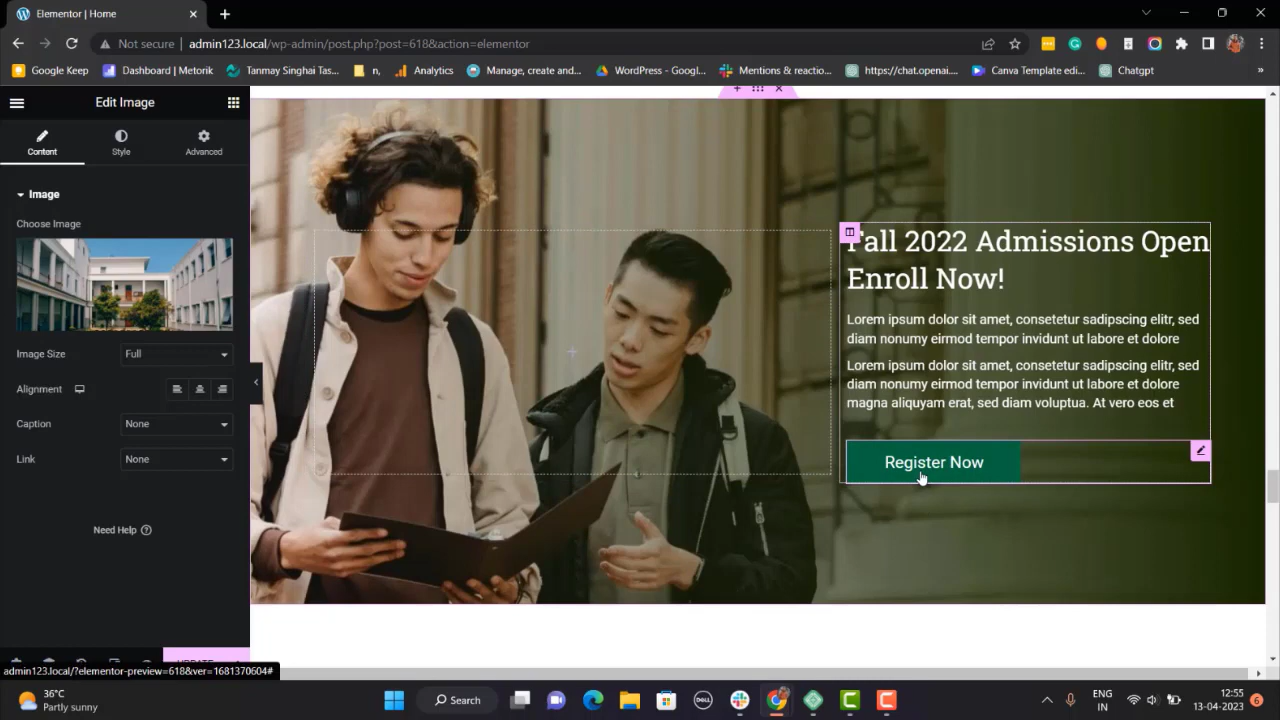 Elementor | Home
Not secure
admin123.local/wp-admin/post.php?post=618&action=elementor
Google Keep
Dashboard | Metorik
Tanmay Singhai Tas...
n,
Analytics
Manage, create and...
WordPress - Googl...
Mentions & reactio...
https://chat.openai....
Canva Template edi...
Chatgpt
»
Edit Image
Content
Style
Advanced
Image
Choose Image
Image Size
Full
Alignment
Caption
None
Link
None
Need Help
Fall 2022 Admissions Open
Enroll Now!
Lorem ipsum dolor sit amet, consetetur sadipscing elitr, sed
diam nonumy eirmod tempor invidunt ut labore et dolore
Lorem ipsum dolor sit amet, consetetur sadipscing elitr, sed
diam nonumy eirmod tempor invidunt ut labore et dolore
magna aliquyam erat, sed diam voluptua. At vero eos et
Register Now
UPDATE
admin123.local/?elementor-preview=618&ver=1681370604#
36°C
Partly sunny
Search
DELL
ENG
IN
12:55
13-04-2023
6